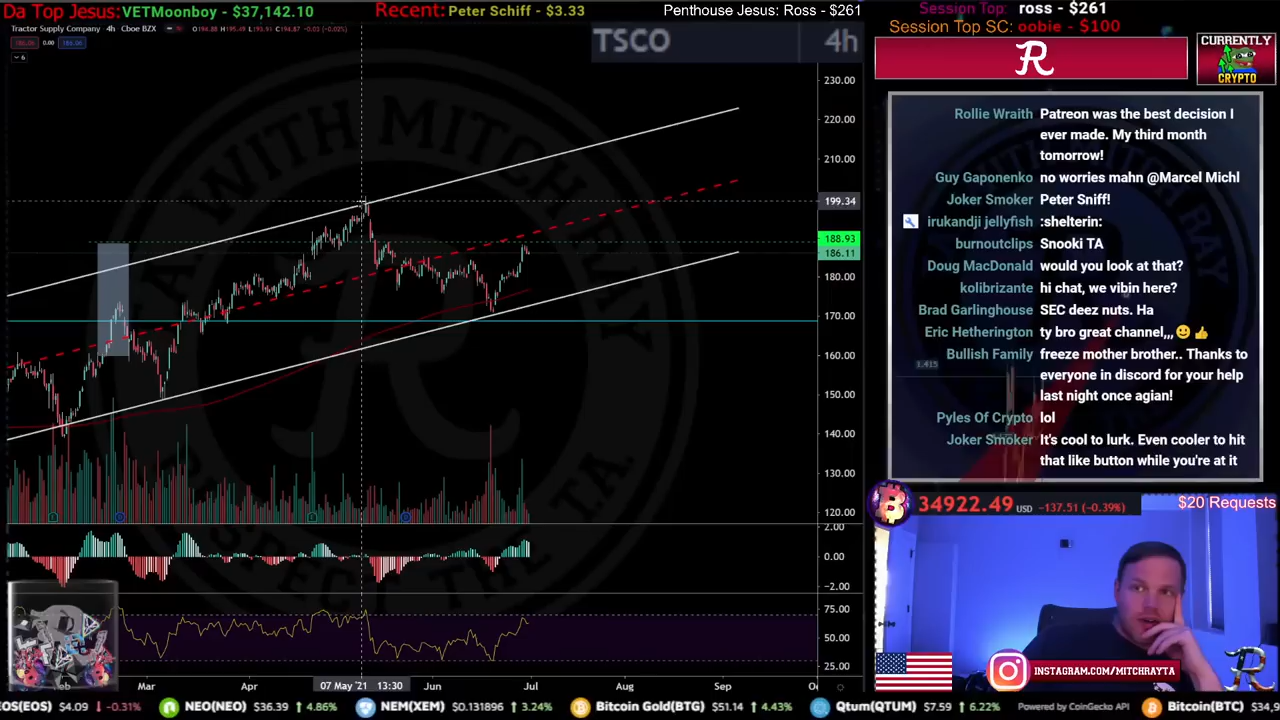 Da Top Jesus: VETMoonboy - $37,142.10
Recent: Peter Schiff - $3.33
Penthouse Jesus: Ross - $261
Session Top: ross - $261
Session Top SC: oobie - $100
Tractor Supply Company · 4h · Cboe BZX
0.00
6
TSCO 4h
R
CURRENTLY
CRYPTO
230.00
220.00
210.00
199.34
188.93
186.11
180.00
170.00
160.00
150.00
140.00
130.00
120.00
2.00
0.00
−2.00
75.00
50.00
25.00
Mar
Apr
07 May '21 13:30
Jun
Jul
Aug
Sep
Rollie Wraith Patreon was the best decision I
ever made. My third month
tomorrow!
Guy Gaponenko no worries mahn @Marcel Michl
Joker Smoker Peter Sniff!
irukandji jellyfish :shelterin:
burnoutclips Snooki TA
Doug MacDonald would you look at that?
kolibrizante hi chat, we vibin here?
Brad Garlinghouse SEC deez nuts. Ha
Eric Hetherington ty bro great channel,,, 😃 👍
Bullish Family freeze mother brother.. Thanks to
everyone in discord for your help
last night once agian!
Pyles Of Crypto lol
Joker Smoker It's cool to lurk. Even cooler to hit
that like button while you're at it
1.415
34922.49 USD −137.51 (−0.39%)
$20 Requests
INSTAGRAM.COM/MITCHRAYTA
EOS(EOS) $4.09 −0.31%
NEO(NEO) $36.39 4.86%
NEM(XEM) $0.131896 3.24%
Bitcoin Gold(BTG) $51.14 4.43%
Qtum(QTUM) $7.59 6.22%
Powered by CoinGecko API
Bitcoin(BTC) $34,9